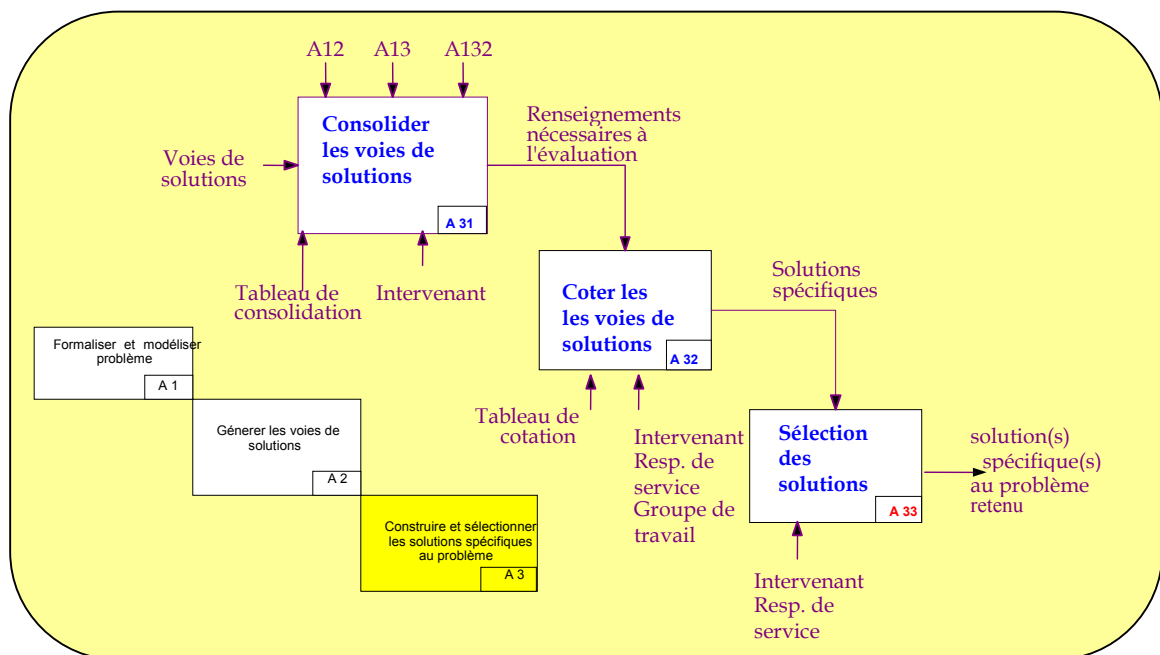 A12 A13 A132
Consolider
les voies de
solutions
A 31
Voies de
solutions
Renseignements
nécessaires à
l'évaluation
Tableau de
consolidation
Intervenant
Coter les
les voies de
solutions
A 32
Solutions
spécifiques
Tableau de
cotation
Intervenant
Resp. de
service
Groupe de
travail
Sélection
des
solutions
A 33
solution(s)
spécifique(s)
au problème
retenu
Intervenant
Resp. de
service
Formaliser et modéliser
problème
A 1
Génerer les voies de
solutions
A 2
Construire et sélectionner
les solutions spécifiques
au problème
A 3